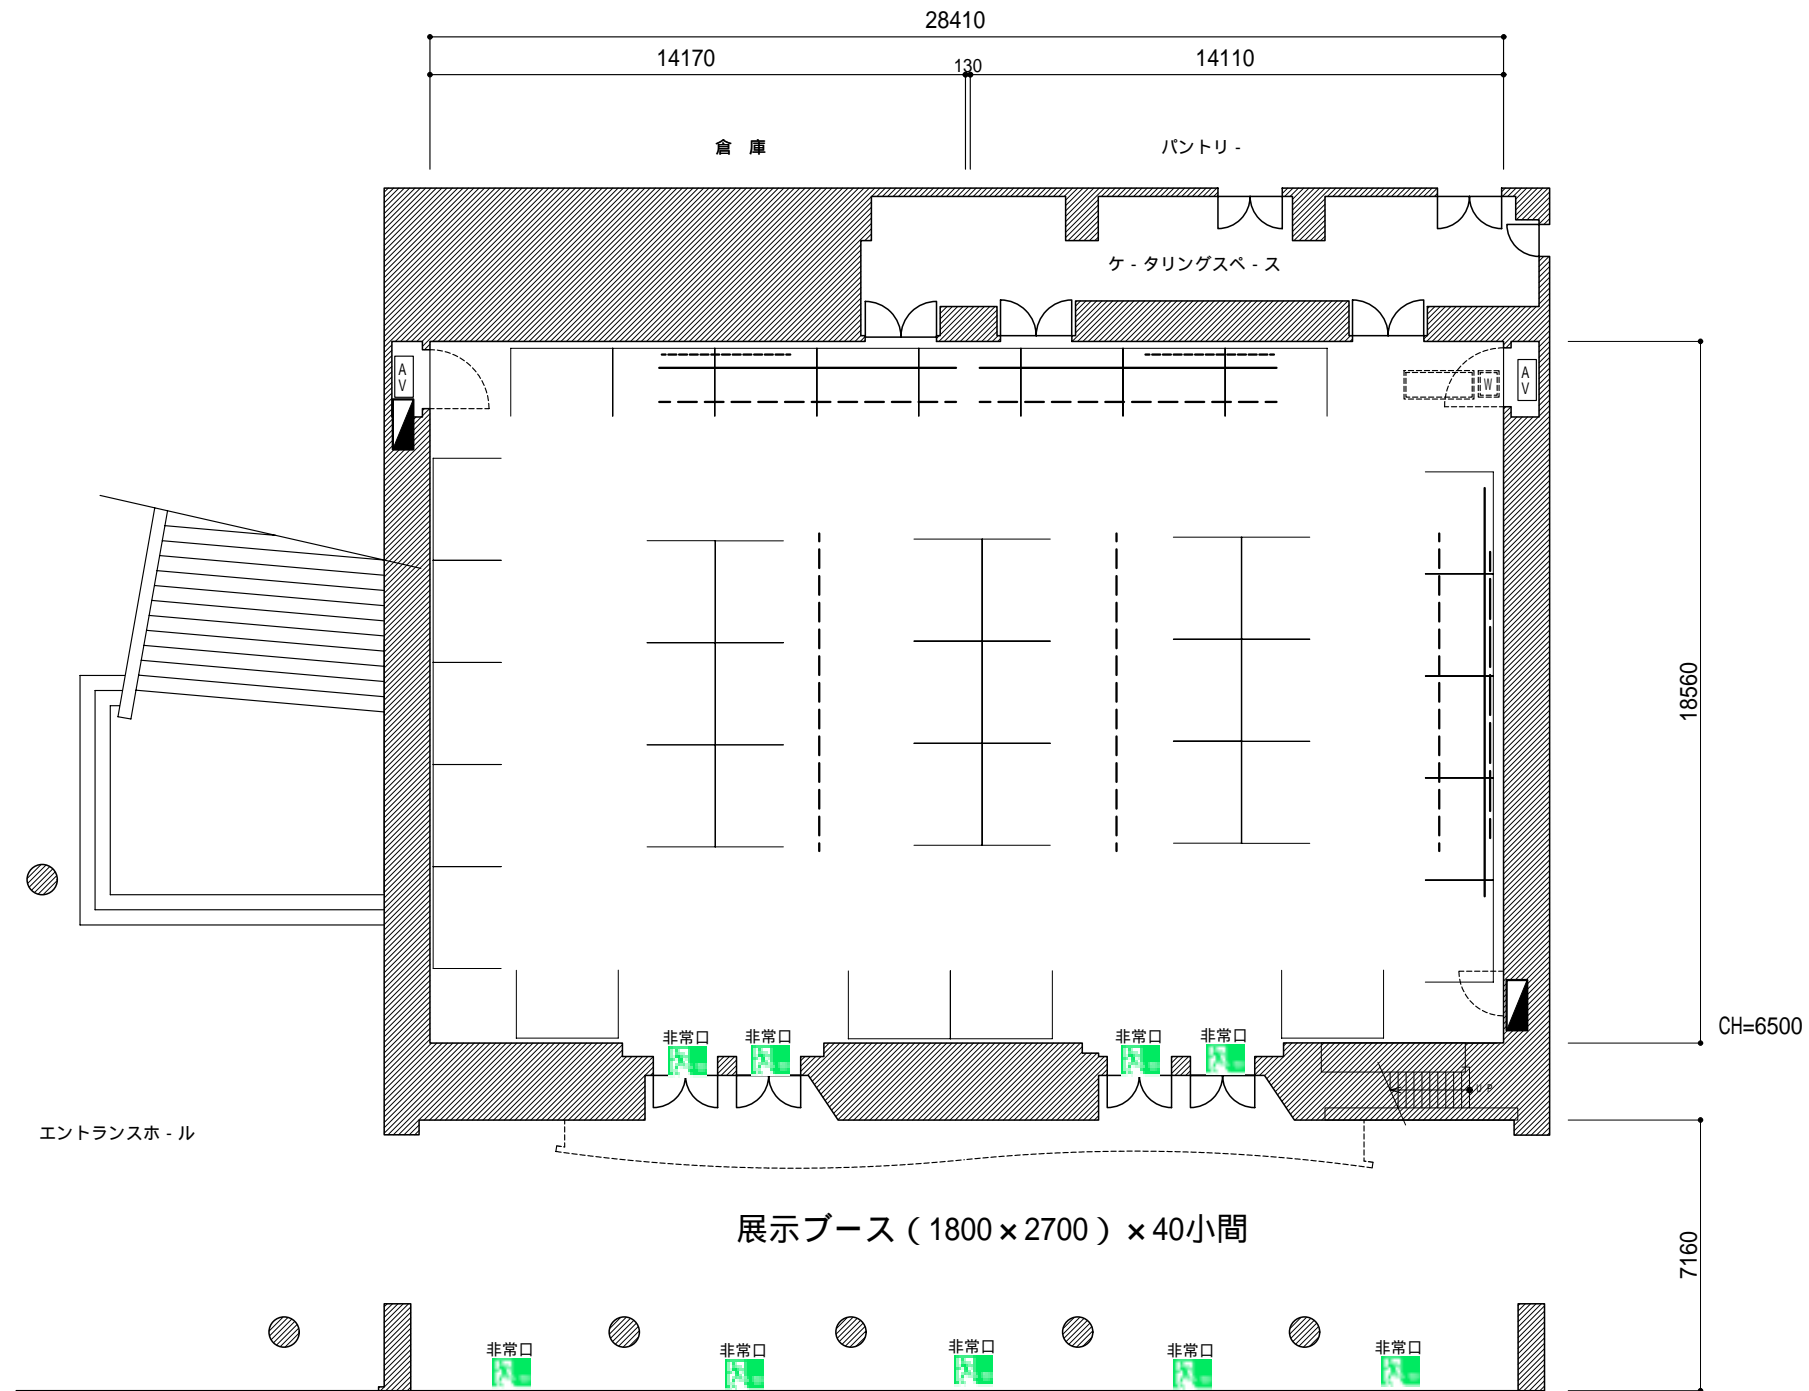 28410
14170
130
14110
倉 庫
パントリ-
ケ-タリングスペ-ス
AV
AV
W
18560
CH=6500
非常口
非常口
非常口
非常口
UP
エントランスホ-ル
展示ブース（1800×2700）×40小間
7160
非常口
非常口
非常口
非常口
非常口